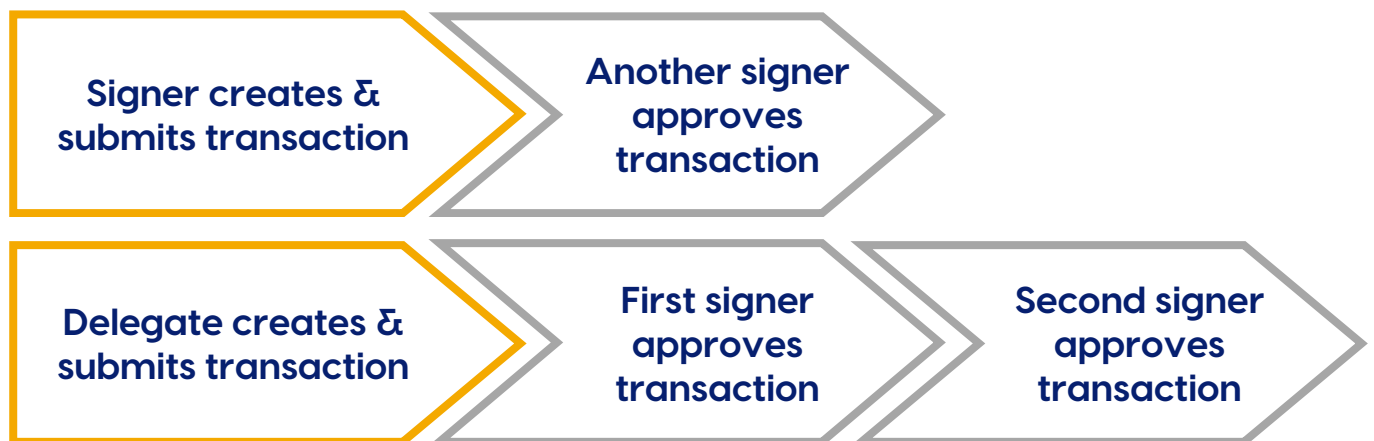 Signer creates &
submits transaction
Another signer
approves
transaction
Delegate creates &
submits transaction
First signer
approves
transaction
Second signer
approves
transaction